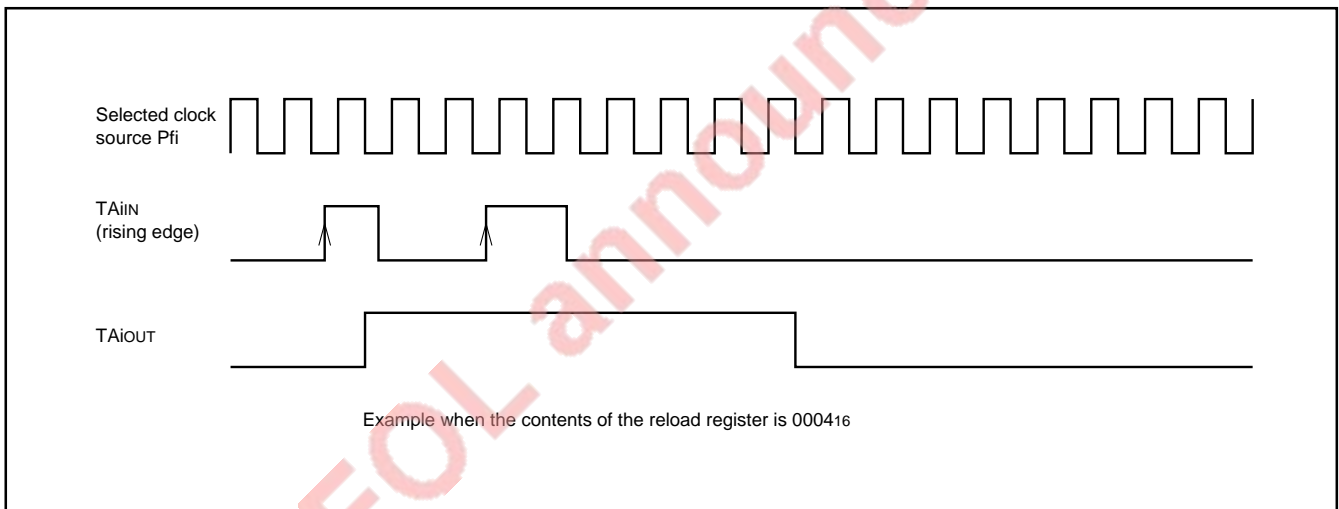 Selected clock
source Pfi
TAiIN
(rising edge)
TAiOUT
Example when the contents of the reload register is 000416
EOL announ